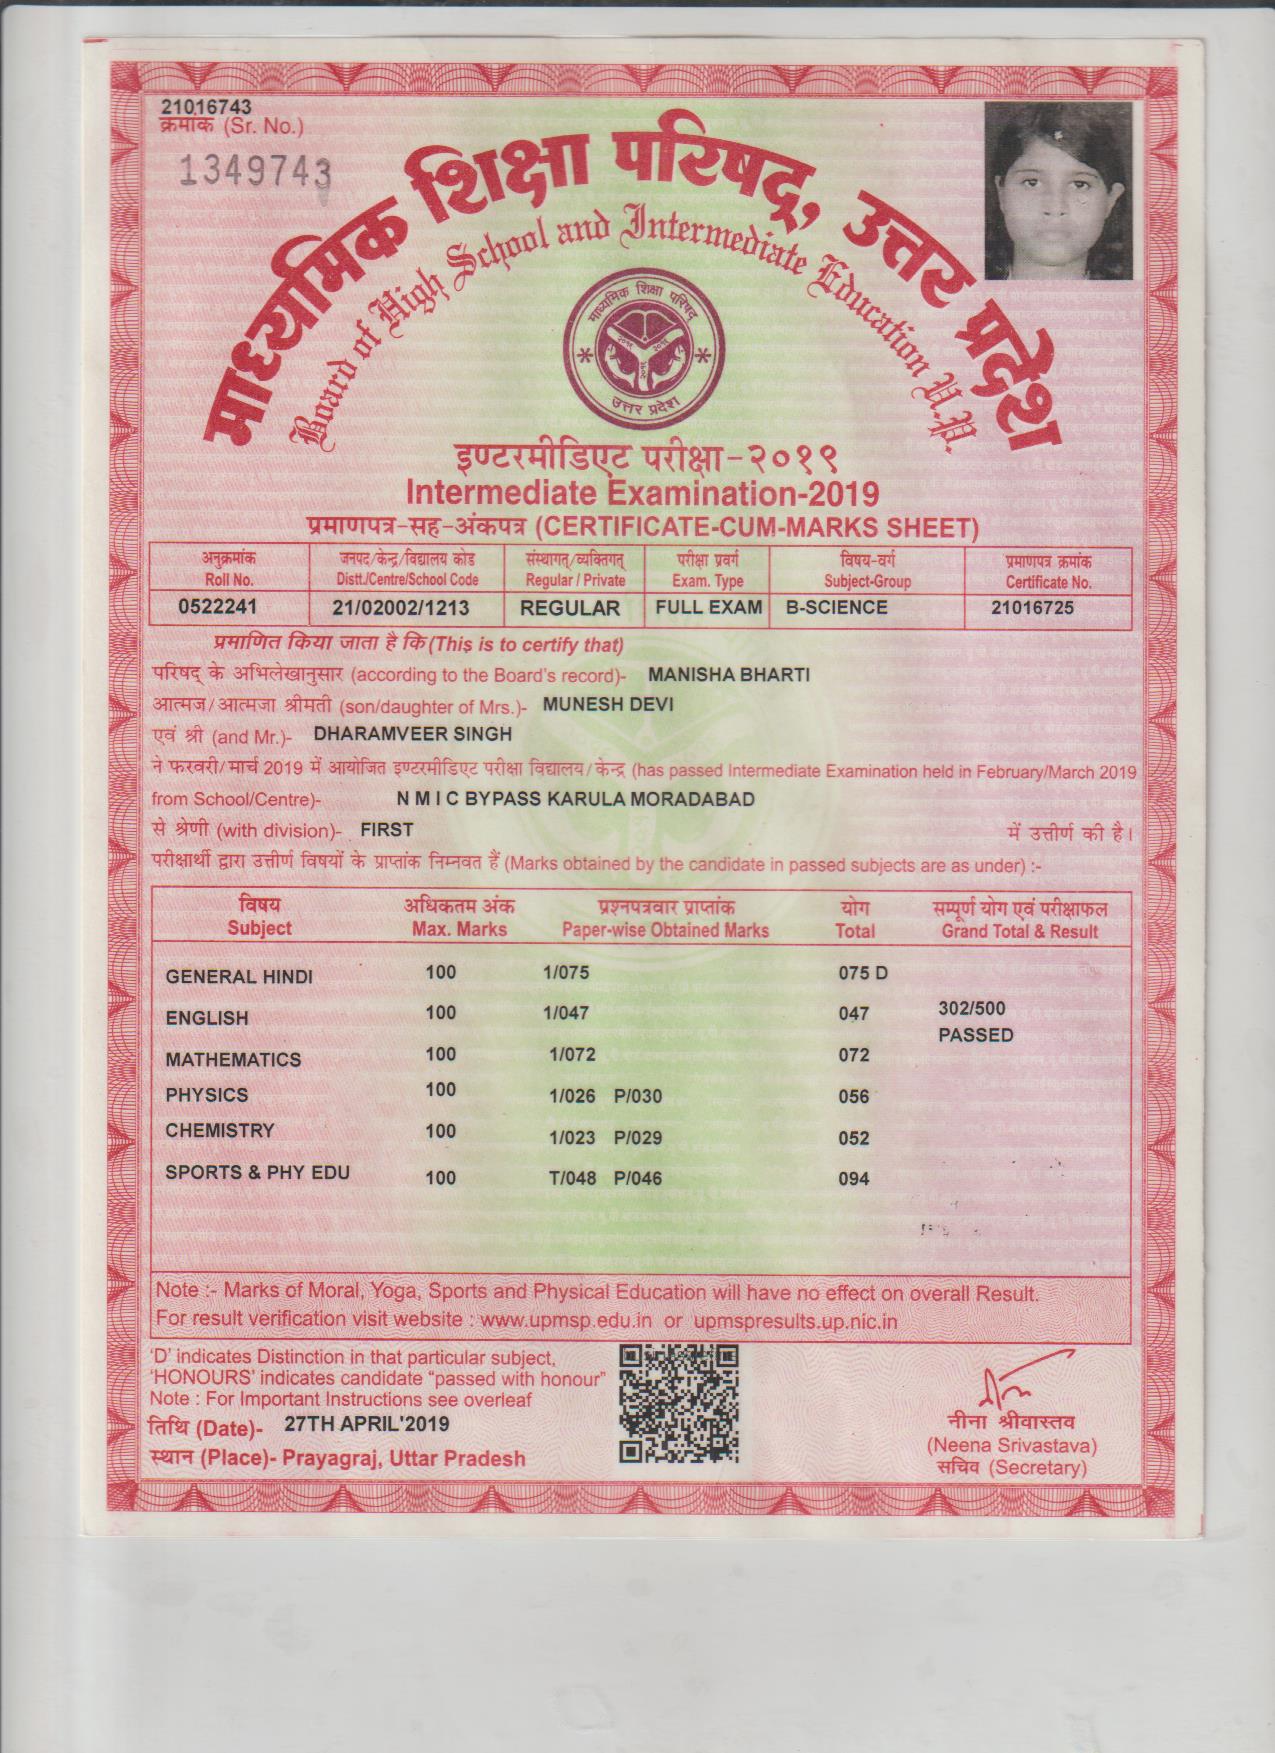 21016743
क्रमांक (Sr. No.)
1349743
माध्यमिक शिक्षा परिषद्, उत्तर प्रदेश
Board of High School and Intermediate Education U.P.
माध्यमिक शिक्षा परिषद्
उत्तर प्रदेश
इण्टरमीडिएट परीक्षा-२०१९
Intermediate Examination-2019
प्रमाणपत्र-सह-अंकपत्र (CERTIFICATE-CUM-MARKS SHEET)
अनुक्रमांक जनपद/केन्द्र/विद्यालय कोड संस्थागत्/व्यक्तिगत् परीक्षा प्रवर्ग विषय-वर्ग प्रमाणपत्र क्रमांक
Roll No. Distt./Centre/School Code Regular / Private Exam. Type Subject-Group Certificate No.
0522241 21/02002/1213 REGULAR FULL EXAM B-SCIENCE 21016725
प्रमाणित किया जाता है कि (This is to certify that)
परिषद् के अभिलेखानुसार (according to the Board's record)- MANISHA BHARTI
आत्मज/आत्मजा श्रीमती (son/daughter of Mrs.)- MUNESH DEVI
एवं श्री (and Mr.)- DHARAMVEER SINGH
ने फरवरी/मार्च 2019 में आयोजित इण्टरमीडिएट परीक्षा विद्यालय/केन्द्र (has passed Intermediate Examination held in February/March 2019
from School/Centre)- N M I C BYPASS KARULA MORADABAD
से श्रेणी (with division)- FIRST में उत्तीर्ण की है।
परीक्षार्थी द्वारा उत्तीर्ण विषयों के प्राप्तांक निम्नवत हैं (Marks obtained by the candidate in passed subjects are as under) :-
विषय अधिकतम अंक प्रश्नपत्रवार प्राप्तांक योग सम्पूर्ण योग एवं परीक्षाफल
Subject Max. Marks Paper-wise Obtained Marks Total Grand Total & Result
GENERAL HINDI 100 1/075 075 D
ENGLISH 100 1/047 047 302/500
PASSED
MATHEMATICS 100 1/072 072
PHYSICS 100 1/026 P/030 056
CHEMISTRY 100 1/023 P/029 052
SPORTS & PHY EDU 100 T/048 P/046 094
Note :- Marks of Moral, Yoga, Sports and Physical Education will have no effect on overall Result.
For result verification visit website : www.upmsp.edu.in or upmspresults.up.nic.in
'D' indicates Distinction in that particular subject,
'HONOURS' indicates candidate "passed with honour"
Note : For Important Instructions see overleaf
तिथि (Date)- 27TH APRIL'2019
स्थान (Place)- Prayagraj, Uttar Pradesh
नीना श्रीवास्तव
(Neena Srivastava)
सचिव (Secretary)